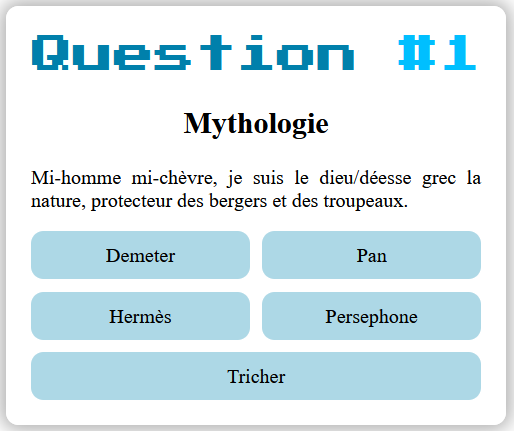 Question #1
Mythologie
Mi-homme mi-chèvre, je suis le dieu/déesse grec la
nature, protecteur des bergers et des troupeaux.
Demeter
Pan
Hermès
Persephone
Tricher